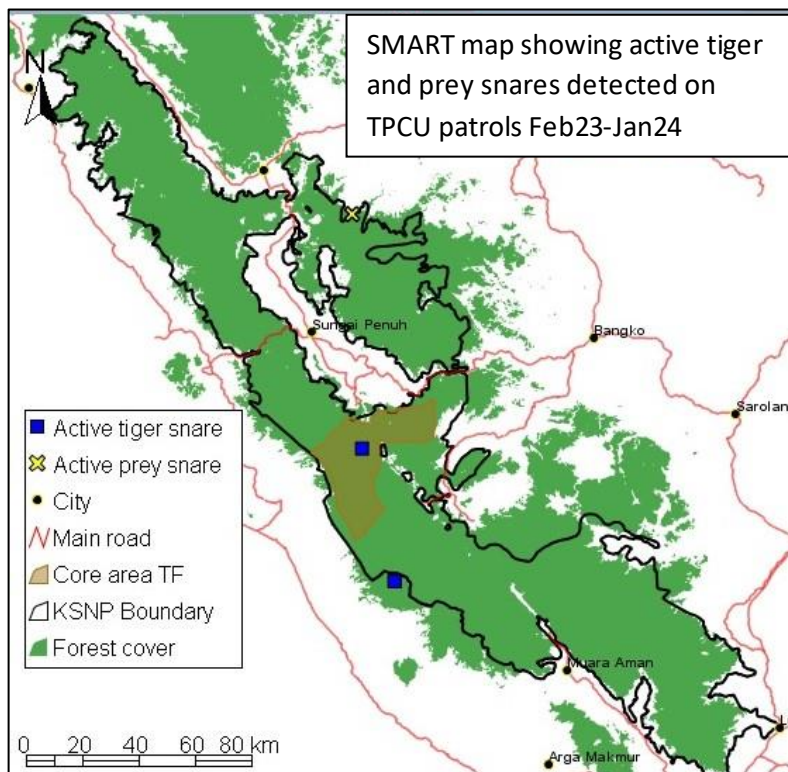 SMART map showing active tiger
and prey snares detected on
TPCU patrols Feb23-Jan24
N
Sungai Penuh
Bangko
Sarolan
Active tiger snare
Active prey snare
City
Main road
Core area TF
KSNP Boundary
Forest cover
Muara Aman
L
Arga Makmur
0 20 40 60 80 km